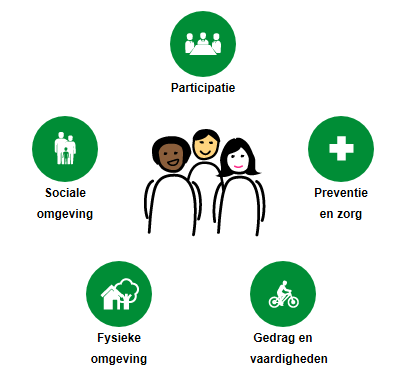 Participatie
Sociale
omgeving
Preventie
en zorg
Fysieke
omgeving
Gedrag en
vaardigheden